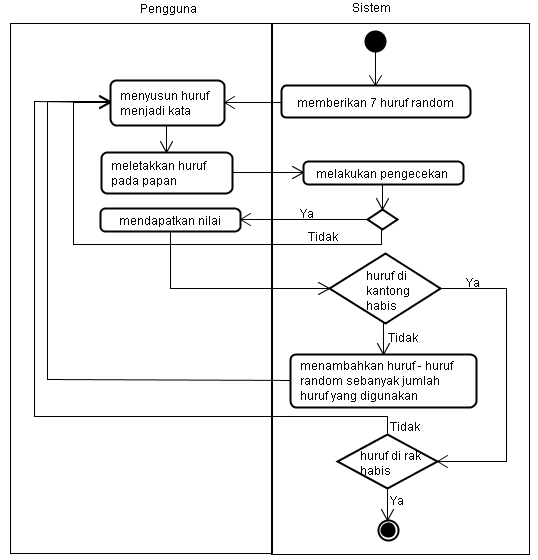 Pengguna
Sistem
memberikan 7 huruf random
menyusun huruf
menjadi kata
meletakkan huruf
pada papan
melakukan pengecekan
Ya
mendapatkan nilai
Tidak
huruf di
kantong
habis
Ya
Tidak
menambahkan huruf - huruf
random sebanyak jumlah
huruf yang digunakan
Tidak
huruf di rak
habis
Ya